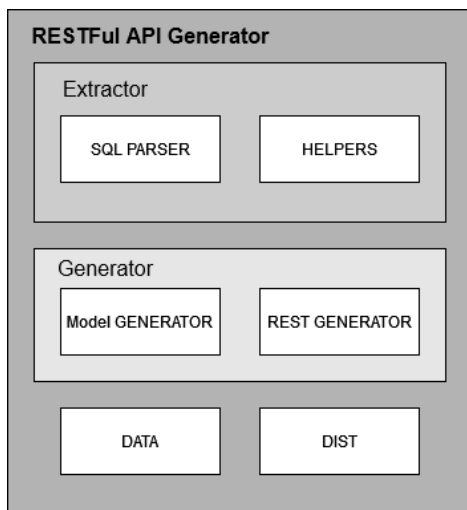 RESTFul API Generator
Extractor
SQL PARSER
HELPERS
Generator
Model GENERATOR
REST GENERATOR
DATA
DIST